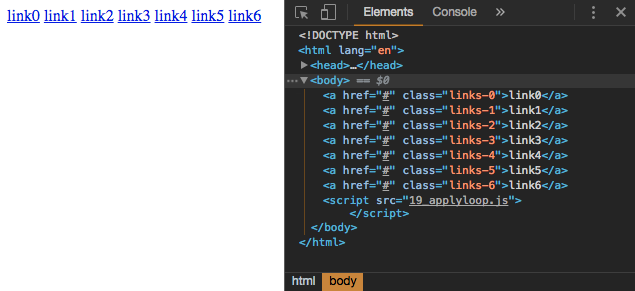 link0 link1 link2 link3 link4 link5 link6
Elements Console »
<!DOCTYPE html>
<html lang="en">
<head>…</head>
<body> == $0
<a href="#" class="links-0">link0</a>
<a href="#" class="links-1">link1</a>
<a href="#" class="links-2">link2</a>
<a href="#" class="links-3">link3</a>
<a href="#" class="links-4">link4</a>
<a href="#" class="links-5">link5</a>
<a href="#" class="links-6">link6</a>
<script src="19_applyloop.js">
</script>
</body>
</html>
html body